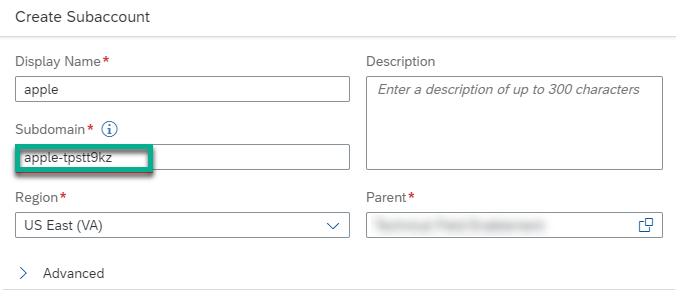 Create Subaccount
Display Name*
apple
Description
Enter a description of up to 300 characters
Subdomain*
apple-tpstt9kz
Region*
US East (VA)
Parent*
Advanced